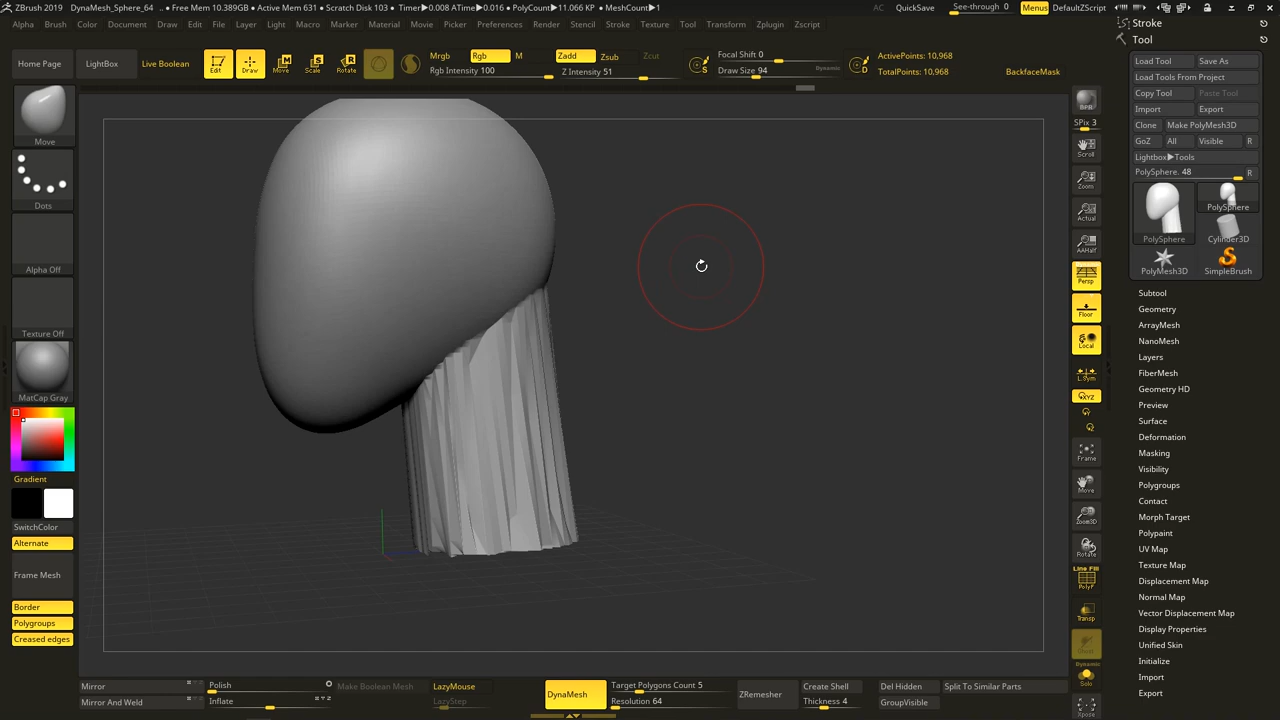 ZBrush 2019 DynaMesh_Sphere_64 .. • Free Mem 10.389GB • Active Mem 631 • Scratch Disk 103 • Timer▶0.008 ATime▶0.016 • PolyCount▶11.066 KP • MeshCount▶1 AC QuickSave See-through 0 Menus DefaultZScript
Alpha Brush Color Document Draw Edit File Layer Light Macro Marker Material Movie Picker Preferences Render Stencil Stroke Texture Tool Transform Zplugin Zscript
Home Page LightBox Live Boolean Edit Draw Move Scale Rotate
Mrgb Rgb M Zadd Zsub Zcut
Rgb Intensity 100 Z Intensity 51
Focal Shift 0
Draw Size 94 Dynamic
S D
ActivePoints: 10,968
TotalPoints: 10,968
BackfaceMask
Move
Dots
Alpha Off
Texture Off
MatCap Gray
Gradient
SwitchColor
Alternate
Frame Mesh
Border
Polygroups
Creased edges
BPR
SPix 3
Scroll
Zoom
Actual
AAHalf
Persp
Floor
Local
L.Sym
XYZ
Frame
Move
Zoom3D
Rotate
Line Fill
PolyF
Transp
Ghost
Dynamic
Solo
Xpose
Stroke
Tool
Load Tool Save As
Load Tools From Project
Copy Tool Paste Tool
Import Export
Clone Make PolyMesh3D
GoZ All Visible R
Lightbox▶Tools
PolySphere. 48 R
PolySphere PolySphere
Cylinder3D
PolyMesh3D SimpleBrush
Subtool
Geometry
ArrayMesh
NanoMesh
Layers
FiberMesh
Geometry HD
Preview
Surface
Deformation
Masking
Visibility
Polygroups
Contact
Morph Target
Polypaint
UV Map
Texture Map
Displacement Map
Normal Map
Vector Displacement Map
Display Properties
Unified Skin
Initialize
Import
Export
Mirror Polish Make Boolean Mesh LazyMouse DynaMesh Target Polygons Count 5 ZRemesher Create Shell Del Hidden Split To Similar Parts
Mirror And Weld Inflate LazyStep Resolution 64 Thickness 4 GroupVisible